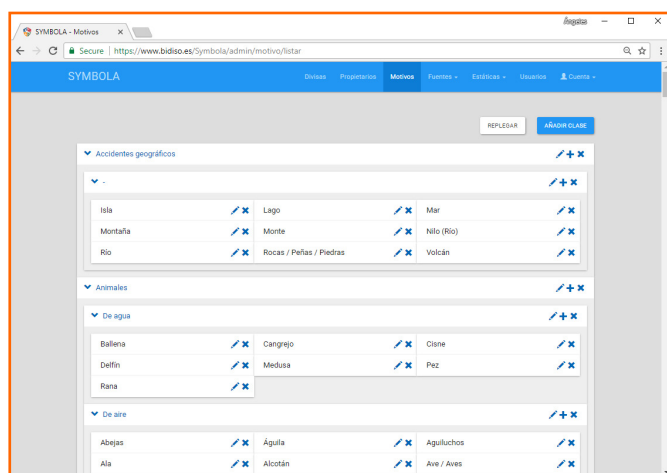 Ángeles
SYMBOLA - Motivos
Secure | https://www.bidiso.es/Symbola/admin/motivo/listar
SYMBOLA Divisas Propietarios Motivos Fuentes Estáticas Usuarios Cuenta
REPLEGAR AÑADIR CLASE
Accidentes geográficos
-
Isla Lago Mar
Montaña Monte Nilo (Río)
Río Rocas / Peñas / Piedras Volcán
Animales
De agua
Ballena Cangrejo Cisne
Delfín Medusa Pez
Rana
De aire
Abejas Águila Aguiluchos
Ala Alcotán Ave / Aves